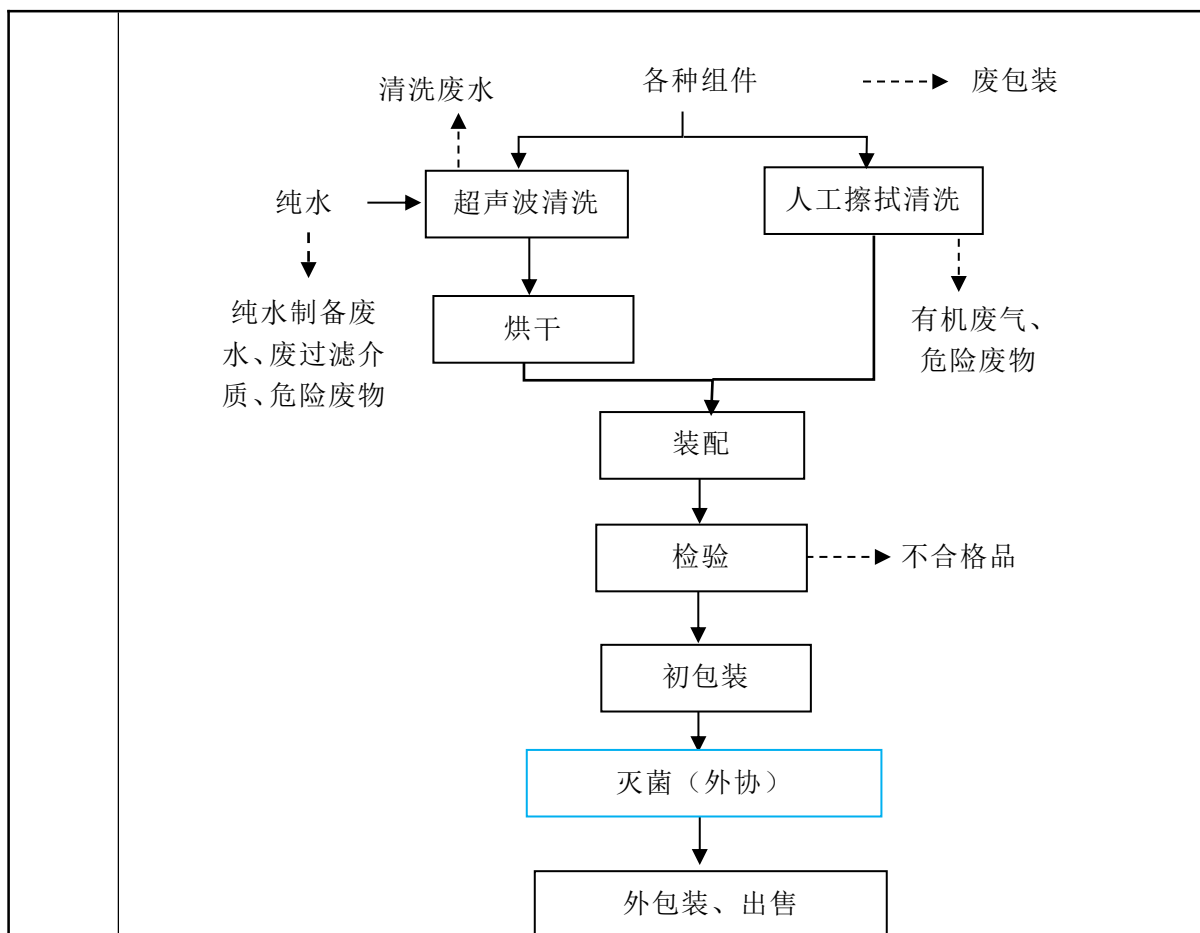 各种组件
废包装
清洗废水
纯水
超声波清洗
人工擦拭清洗
纯水制备废
水、废过滤介
质、危险废物
烘干
有机废气、
危险废物
装配
检验
不合格品
初包装
灭菌（外协）
外包装、出售